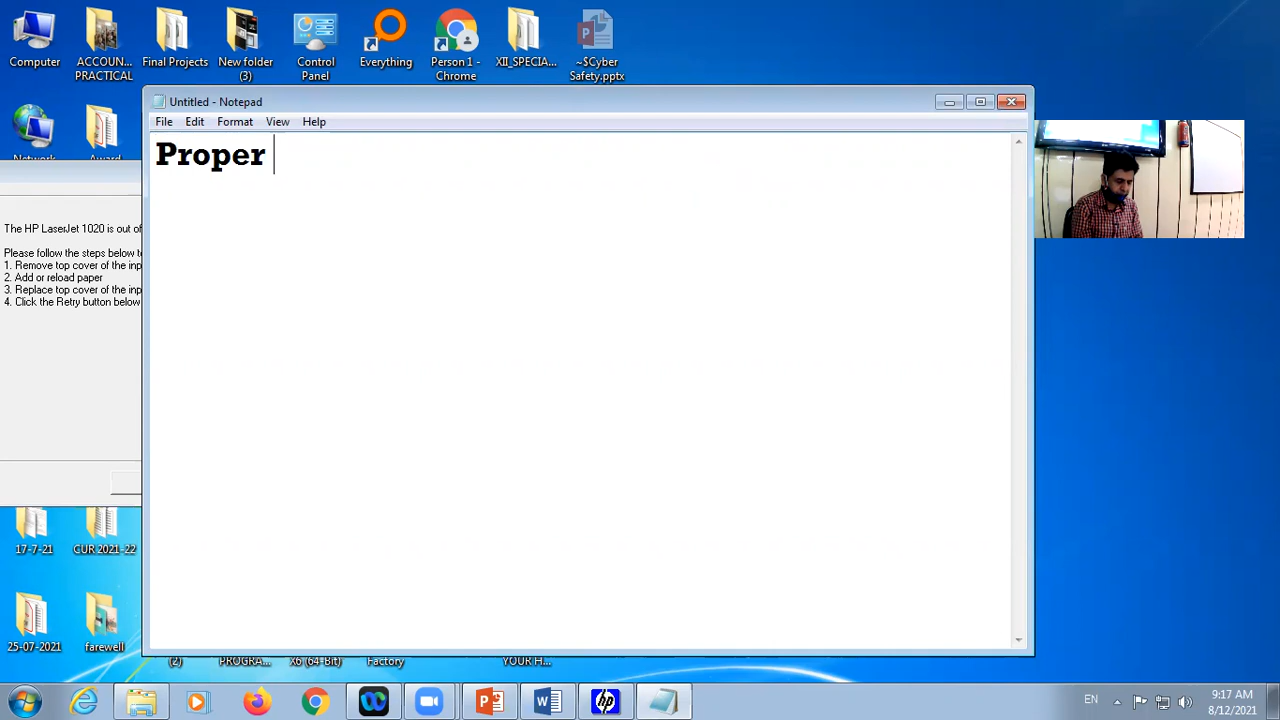 Computer
ACCOUN...
PRACTICAL
Final Projects
New folder
(3)
Control
Panel
Everything
Person 1 -
Chrome
XII_SPECIA...
~$Cyber
Safety.pptx
Network
Award
Untitled - Notepad
File Edit Format View Help
Proper
The HP LaserJet 1020 is out of
Please follow the steps below to
1. Remove top cover of the inp
2. Add or reload paper
3. Replace top cover of the inp
4. Click the Retry button below
17-7-21
CUR 2021-22
25-07-2021
farewell
(2)
PROGRA...
X6 (64-Bit)
Factory
YOUR H...
EN
9:17 AM
8/12/2021